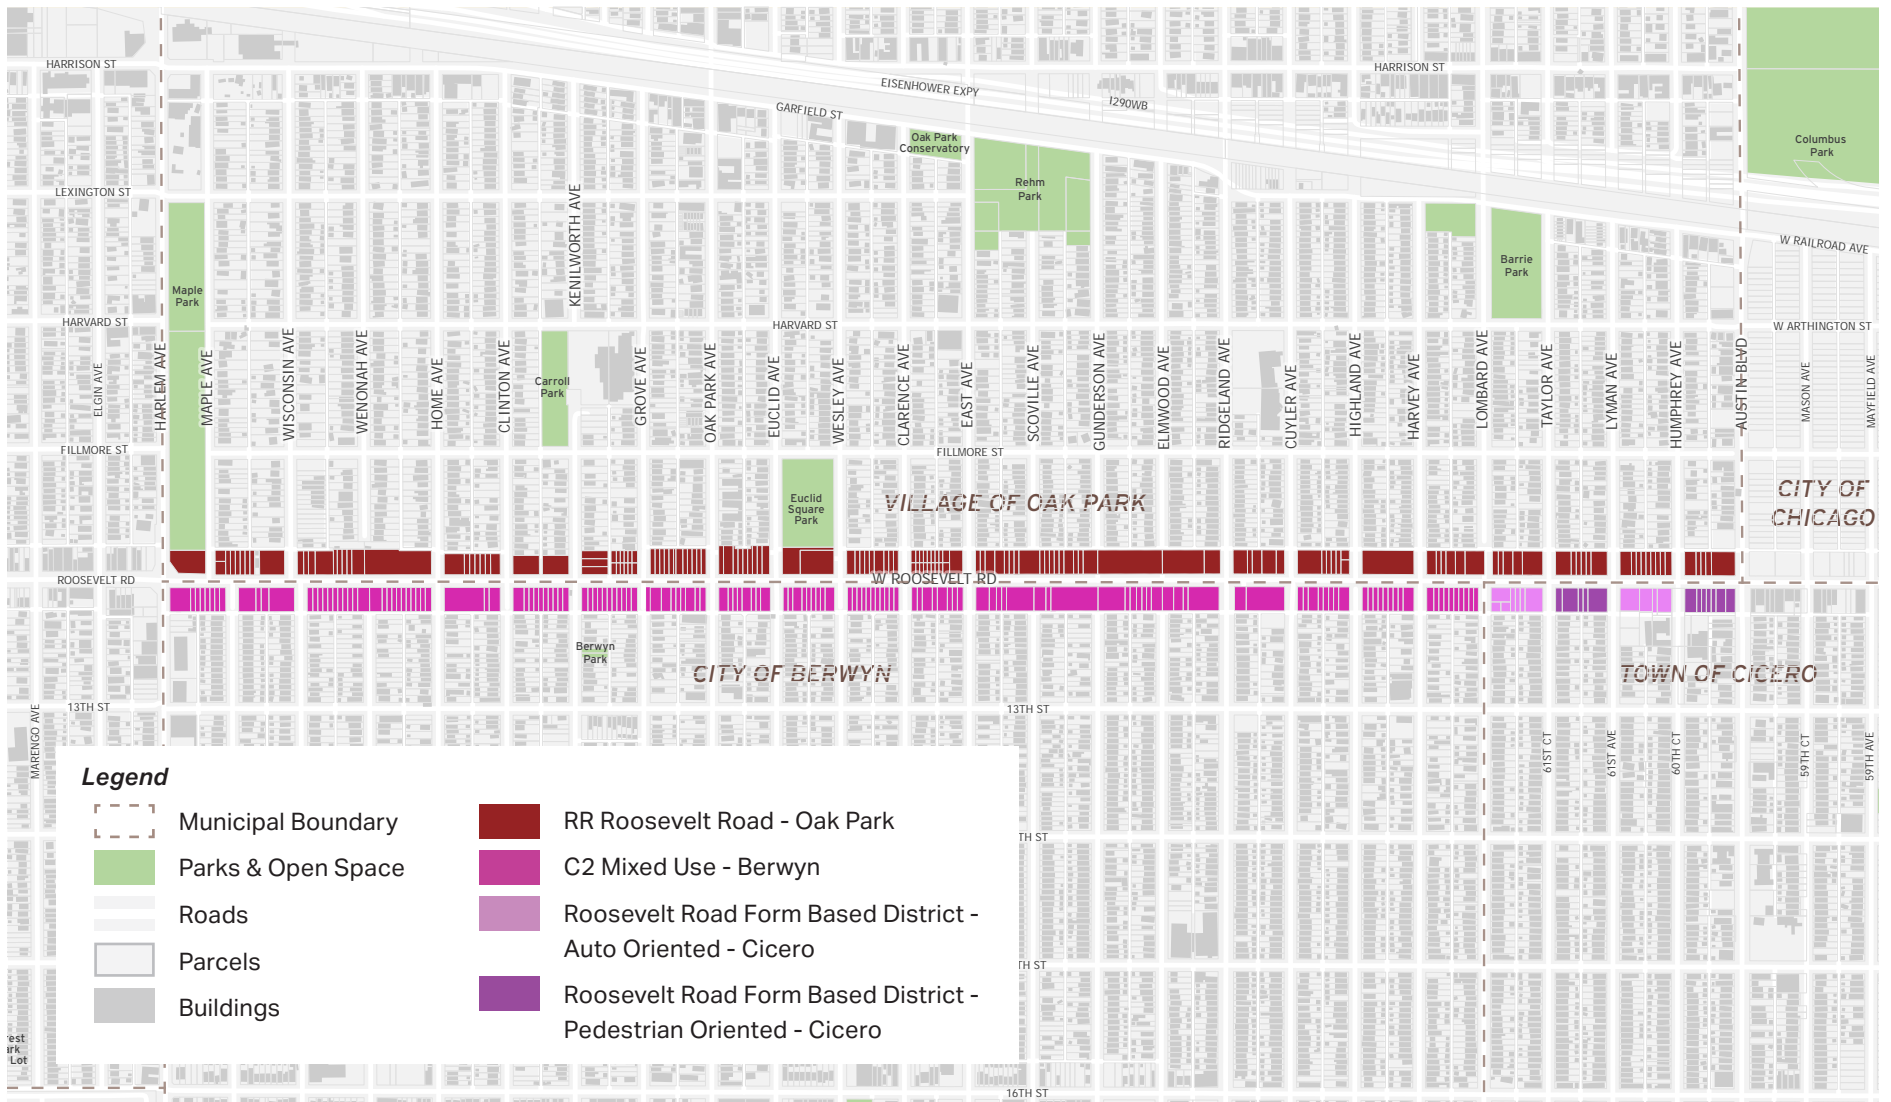 HARRISON ST
EISENHOWER EXPY
I290WB
HARRISON ST
GARFIELD ST
Oak Park
Conservatory
Columbus
Park
Rehm
Park
LEXINGTON ST
KENILWORTH AVE
W RAILROAD AVE
Barrie
Park
Maple
Park
HARVARD ST
HARVARD ST
W ARTHINGTON ST
ELGIN AVE
HARLEM AVE
MAPLE AVE
WISCONSIN AVE
WENONAH AVE
HOME AVE
CLINTON AVE
Carroll
Park
GROVE AVE
OAK PARK AVE
EUCLID AVE
WESLEY AVE
CLARENCE AVE
EAST AVE
SCOVILLE AVE
GUNDERSON AVE
ELMWOOD AVE
RIDGELAND AVE
CUYLER AVE
HIGHLAND AVE
HARVEY AVE
LOMBARD AVE
TAYLOR AVE
LYMAN AVE
HUMPHREY AVE
AUSTIN BLVD
MASON AVE
MAYFIELD AVE
FILLMORE ST
FILLMORE ST
Euclid
Square
Park
VILLAGE OF OAK PARK
CITY OF
CHICAGO
ROOSEVELT RD
W ROOSEVELT RD
Berwyn
Park
CITY OF BERWYN
TOWN OF CICERO
13TH ST
13TH ST
MARENGO AVE
61ST CT
61ST AVE
60TH CT
59TH CT
59TH AVE
Legend
Municipal Boundary
Parks & Open Space
Roads
Parcels
Buildings
RR Roosevelt Road - Oak Park
C2 Mixed Use - Berwyn
Roosevelt Road Form Based District -
Auto Oriented - Cicero
Roosevelt Road Form Based District -
Pedestrian Oriented - Cicero
TH ST
TH ST
rest
ark
Lot
16TH ST